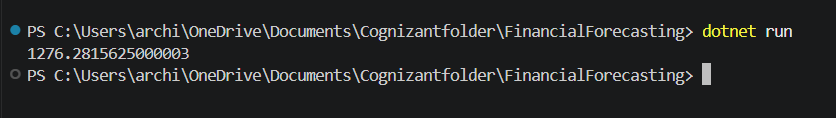 PS C:\Users\archi\OneDrive\Documents\Cognizantfolder\FinancialForecasting> dotnet run
1276.2815625000003
PS C:\Users\archi\OneDrive\Documents\Cognizantfolder\FinancialForecasting>